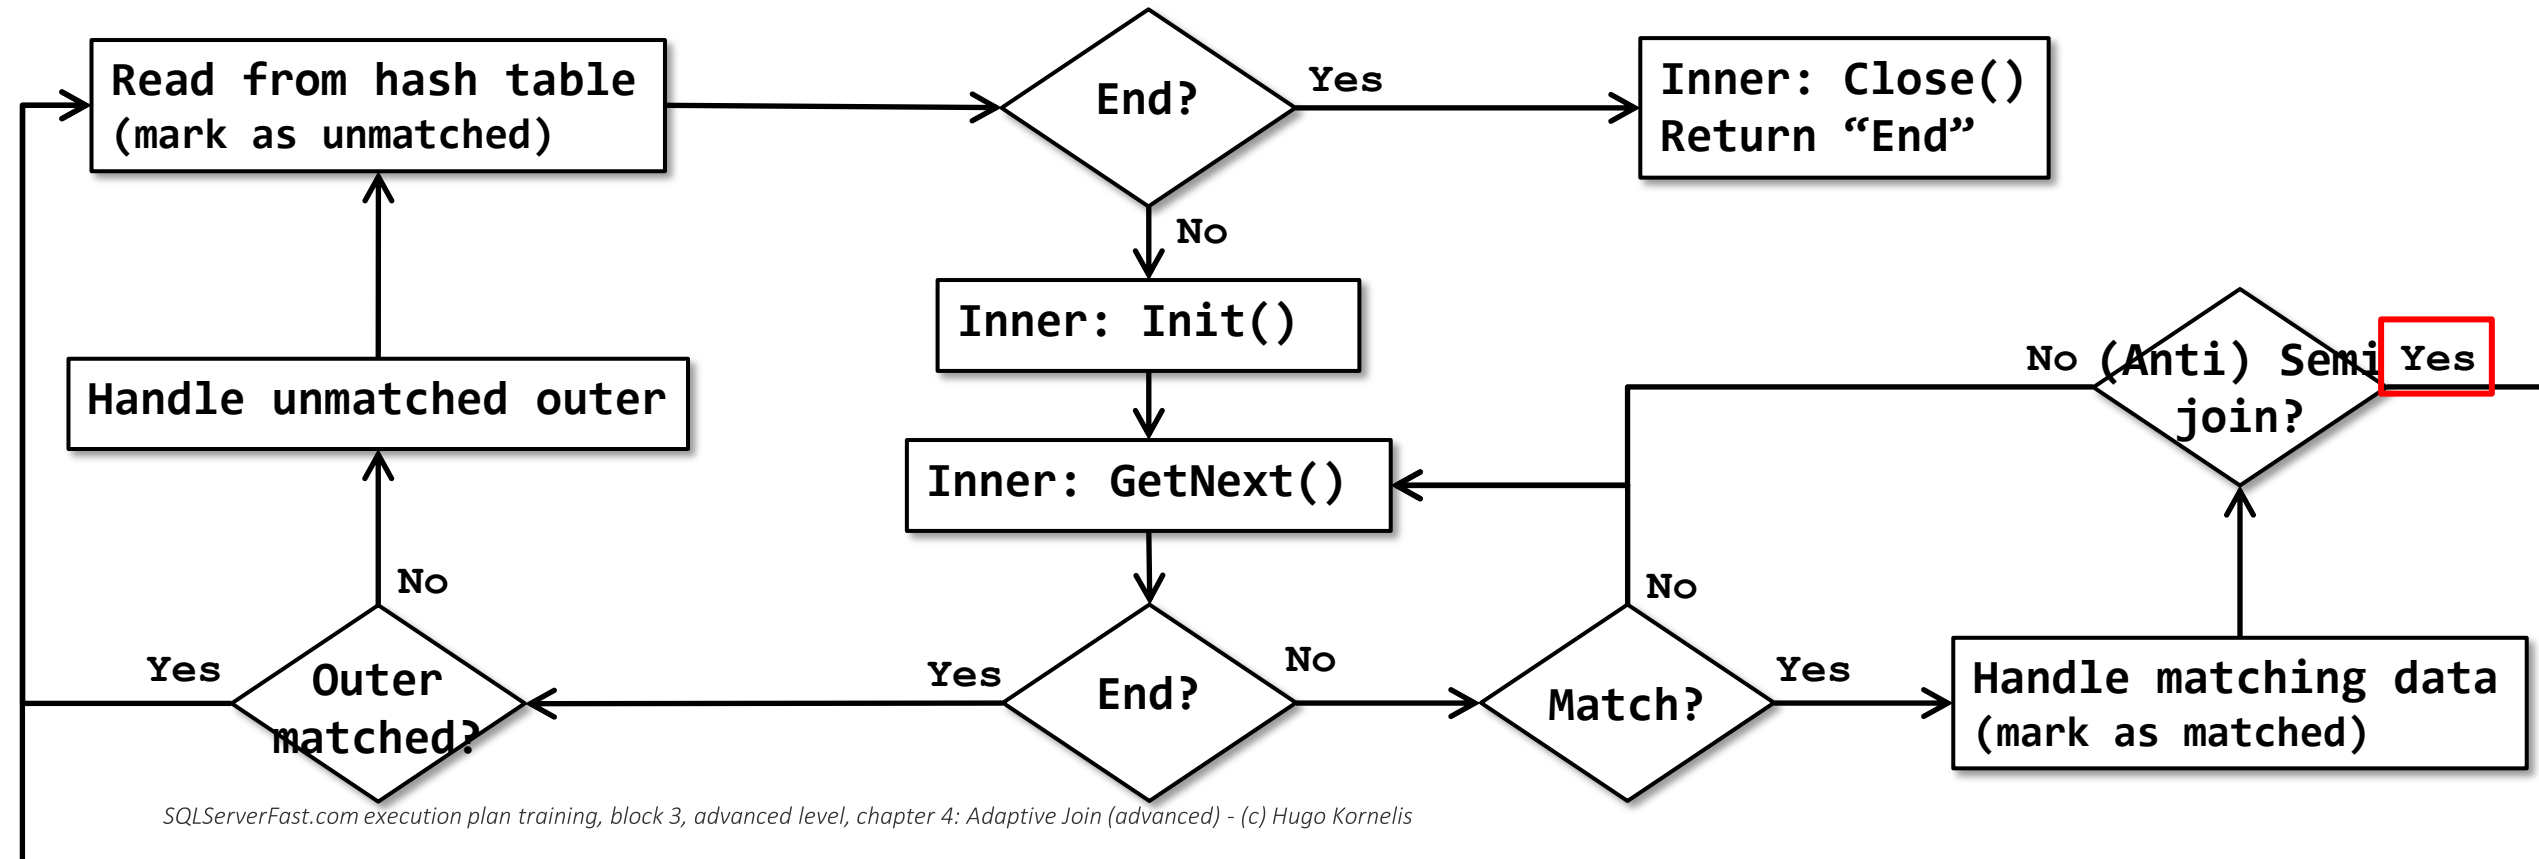 Read from hash table
(mark as unmatched)
End?
Yes
Inner: Close()
Return “End”
No
Inner: Init()
Handle unmatched outer
Inner: GetNext()
No
(Anti) Semi
join?
Yes
No
No
Yes
Outer
matched?
Yes
End?
No
Match?
Yes
Handle matching data
(mark as matched)
SQLServerFast.com execution plan training, block 3, advanced level, chapter 4: Adaptive Join (advanced) - (c) Hugo Kornelis